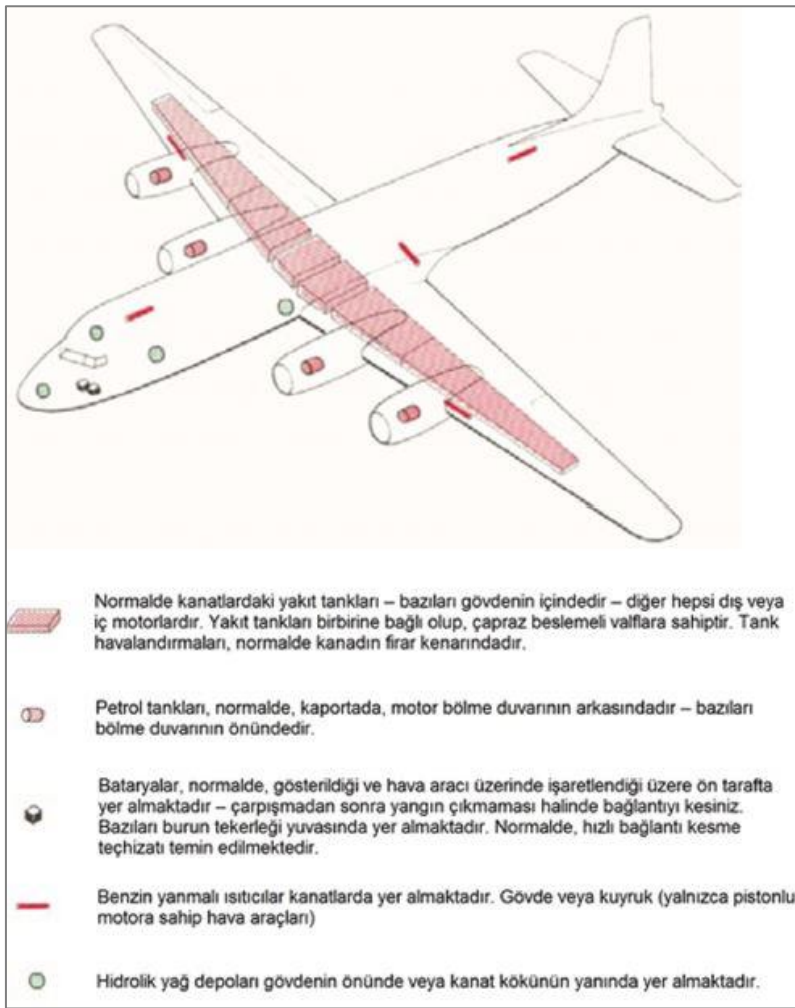 Normalde kanatlardaki yakıt tankları – bazıları gövdenin içindedir – diğer hepsi dış veya
iç motorlardır. Yakıt tankları birbirine bağlı olup, çapraz beslemeli valflara sahiptir. Tank
havalandırmaları, normalde kanadın firar kenarındadır.
Petrol tankları, normalde, kaportada, motor bölme duvarının arkasındadır – bazıları
bölme duvarının önündedir.
Bataryalar, normalde, gösterildiği ve hava aracı üzerinde işaretlendiği üzere ön tarafta
yer almaktadır – çarpışmadan sonra yangın çıkmaması halinde bağlantıyı kesiniz.
Bazıları burun tekerleği yuvasında yer almaktadır. Normalde, hızlı bağlantı kesme
teçhizatı temin edilmektedir.
Benzin yanmalı ısıtıcılar kanatlarda yer almaktadır. Gövde veya kuyruk (yalnızca pistonlu
motora sahip hava araçları)
Hidrolik yağ depoları gövdenin önünde veya kanat kökünün yanında yer almaktadır.